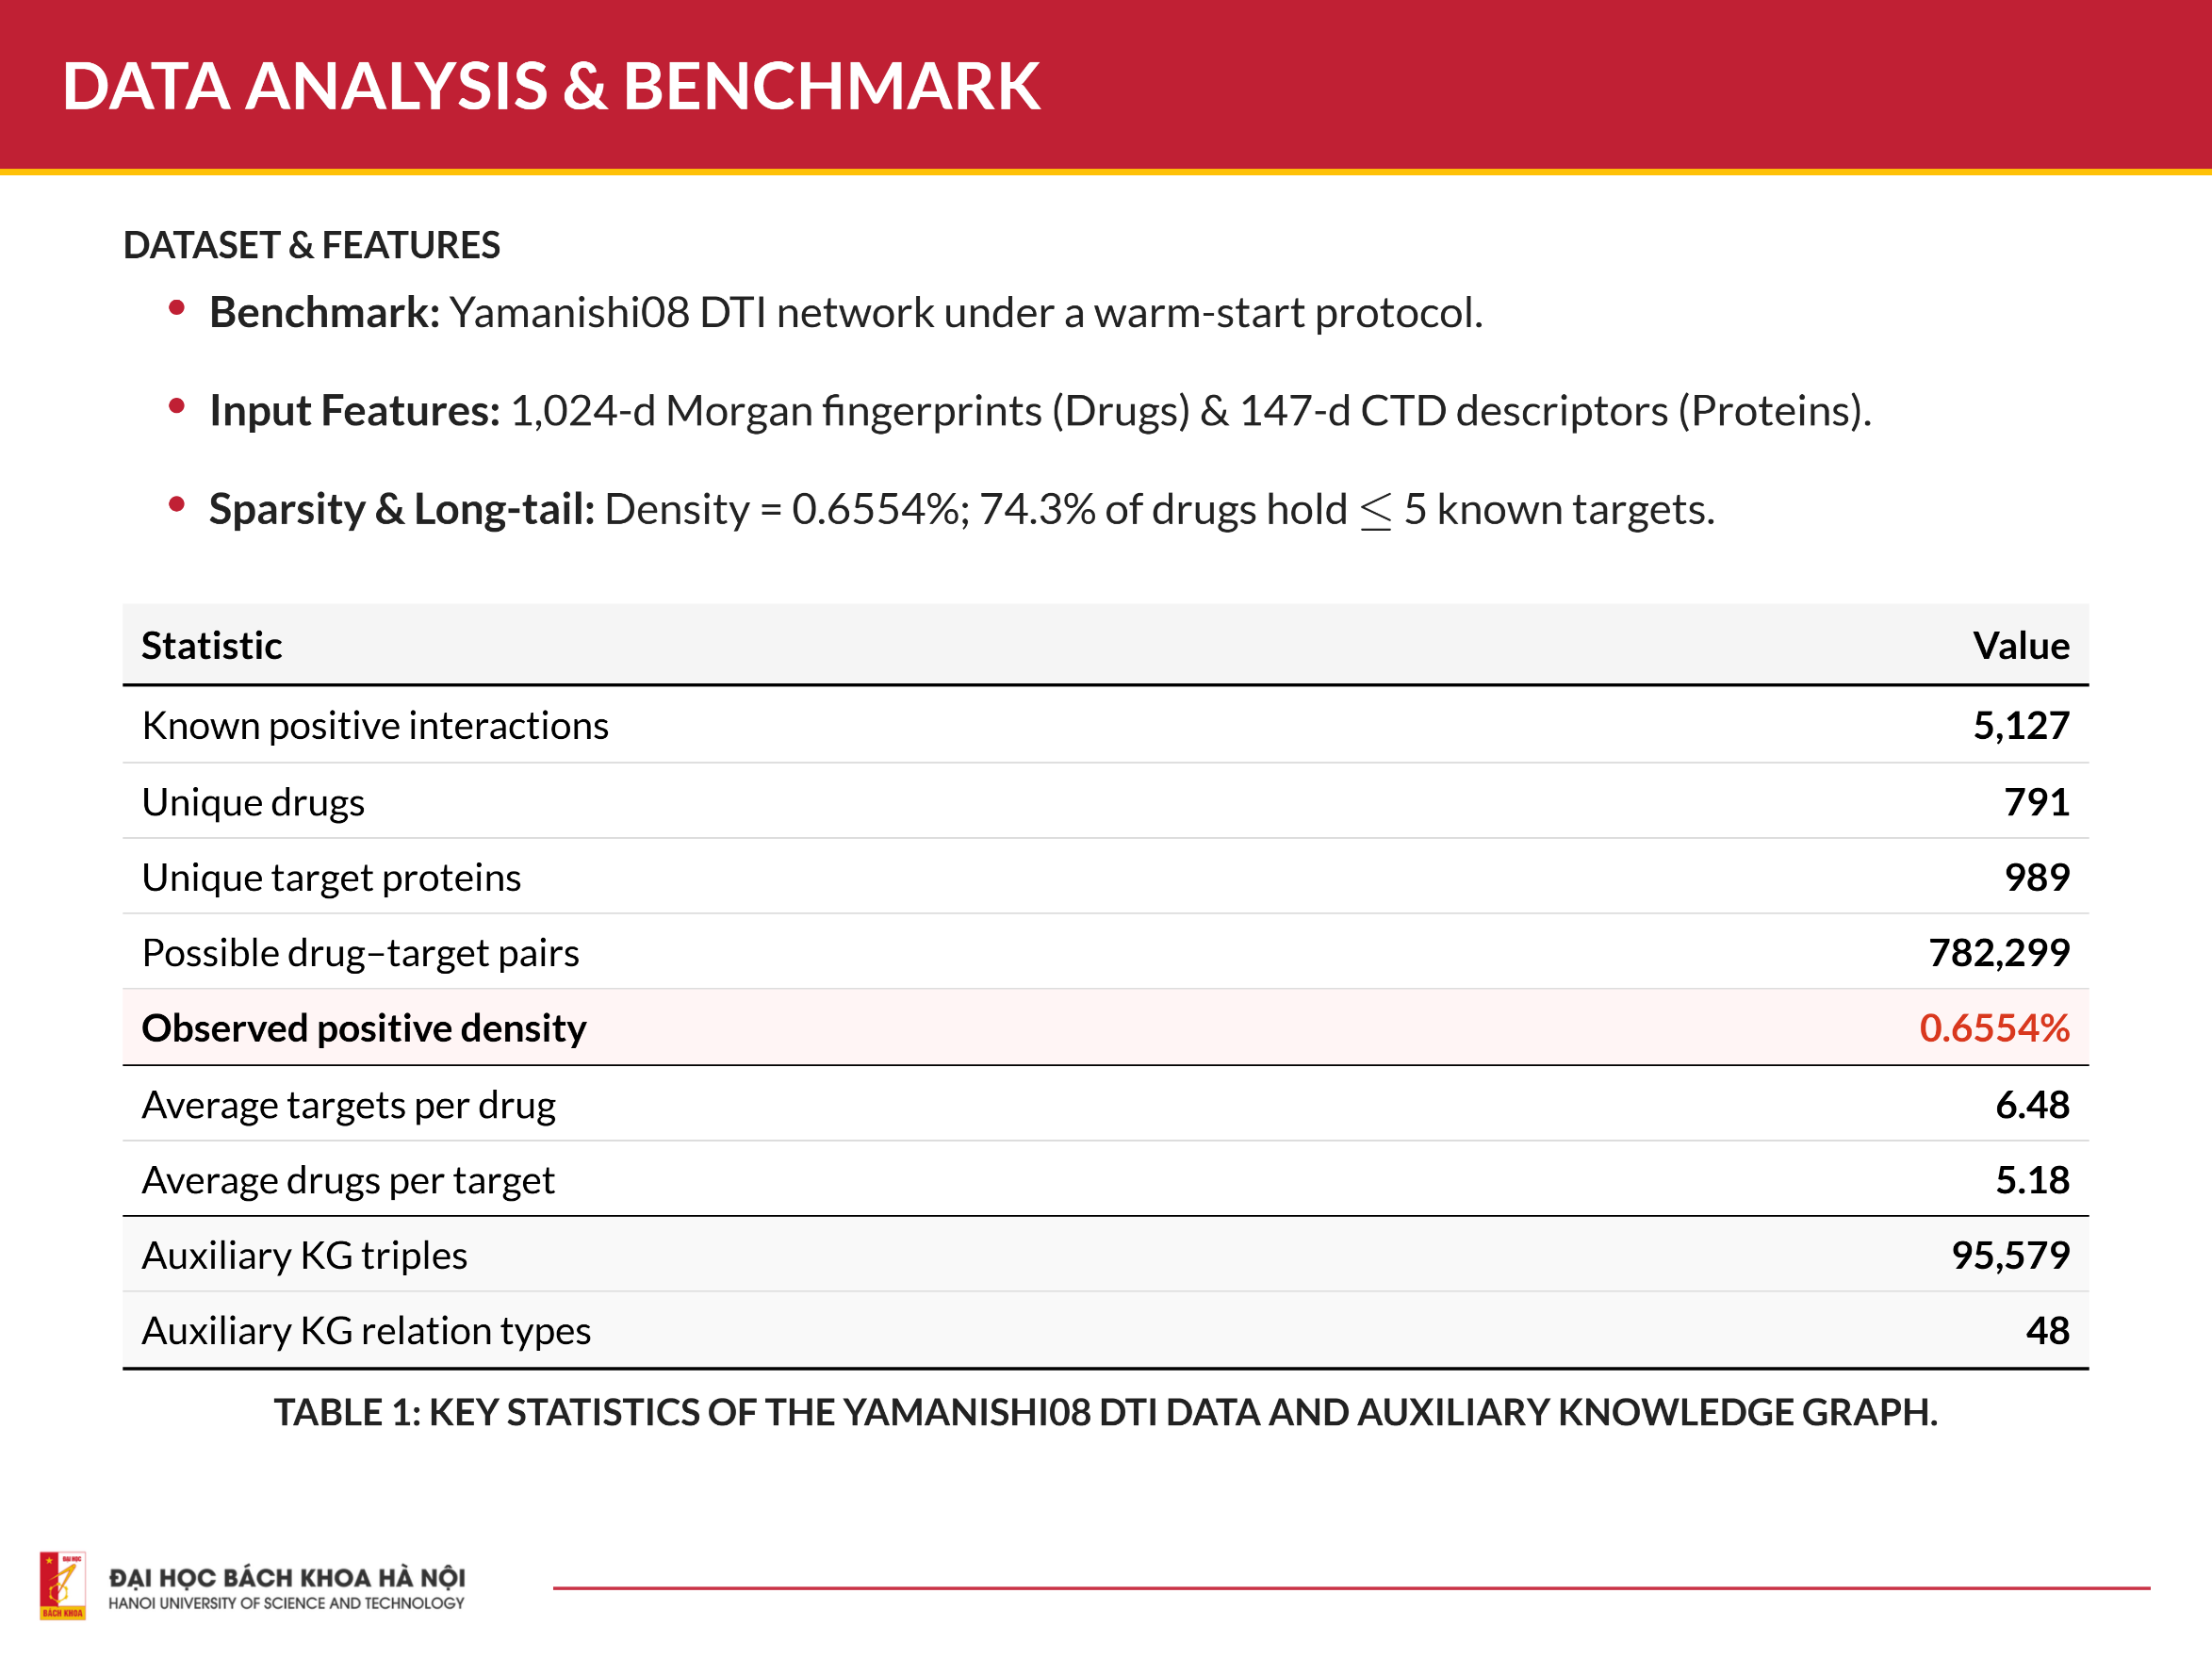 DATA ANALYSIS & BENCHMARK
DATASET & FEATURES
• Benchmark: Yamanishi08 DTI network under a warm-start protocol.
• Input Features: 1,024-d Morgan fingerprints (Drugs) & 147-d CTD descriptors (Proteins).
• Sparsity & Long-tail: Density = 0.6554%; 74.3% of drugs hold ≤ 5 known targets.
Statistic Value
Known positive interactions 5,127
Unique drugs 791
Unique target proteins 989
Possible drug–target pairs 782,299
Observed positive density 0.6554%
Average targets per drug 6.48
Average drugs per target 5.18
Auxiliary KG triples 95,579
Auxiliary KG relation types 48
TABLE 1: KEY STATISTICS OF THE YAMANISHI08 DTI DATA AND AUXILIARY KNOWLEDGE GRAPH.
ĐẠI HỌC
BÁCH KHOA
ĐẠI HỌC BÁCH KHOA HÀ NỘI
HANOI UNIVERSITY OF SCIENCE AND TECHNOLOGY